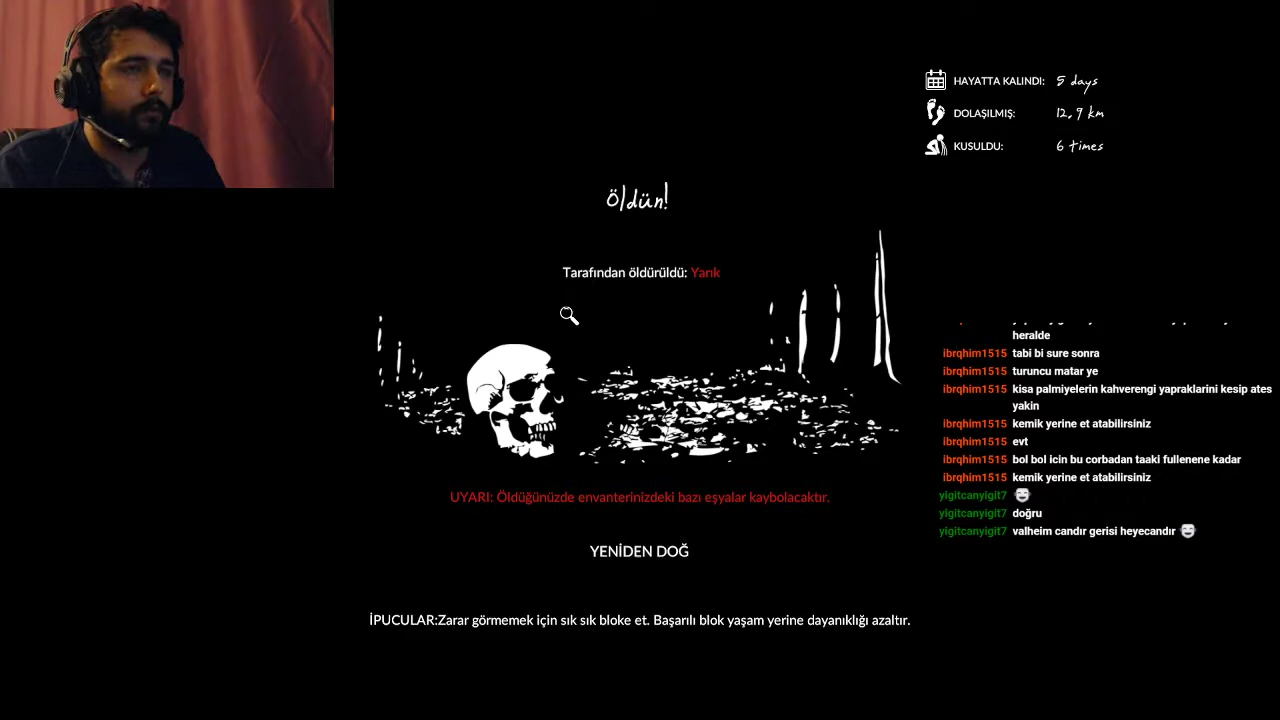 HAYATTA KALINDI: 5 days
DOLAŞILMIŞ: 12,9 km
KUSULDU: 6 times
Öldün!
Tarafından öldürüldü: Yarık
heralde
ibrqhim1515 tabi bi sure sonra
ibrqhim1515 turuncu matar ye
ibrqhim1515 kisa palmiyelerin kahverengi yapraklarini kesip ates
yakin
ibrqhim1515 kemik yerine et atabilirsiniz
ibrqhim1515 evt
ibrqhim1515 bol bol icin bu corbadan taaki fullenene kadar
ibrqhim1515 kemik yerine et atabilirsiniz
yigitcanyigit7
yigitcanyigit7 doğru
yigitcanyigit7 valheim candır gerisi heyecandır
UYARI: Öldüğünüzde envanterinizdeki bazı eşyalar kaybolacaktır.
YENİDEN DOĞ
İPUCULAR:Zarar görmemek için sık sık bloke et. Başarılı blok yaşam yerine dayanıklığı azaltır.